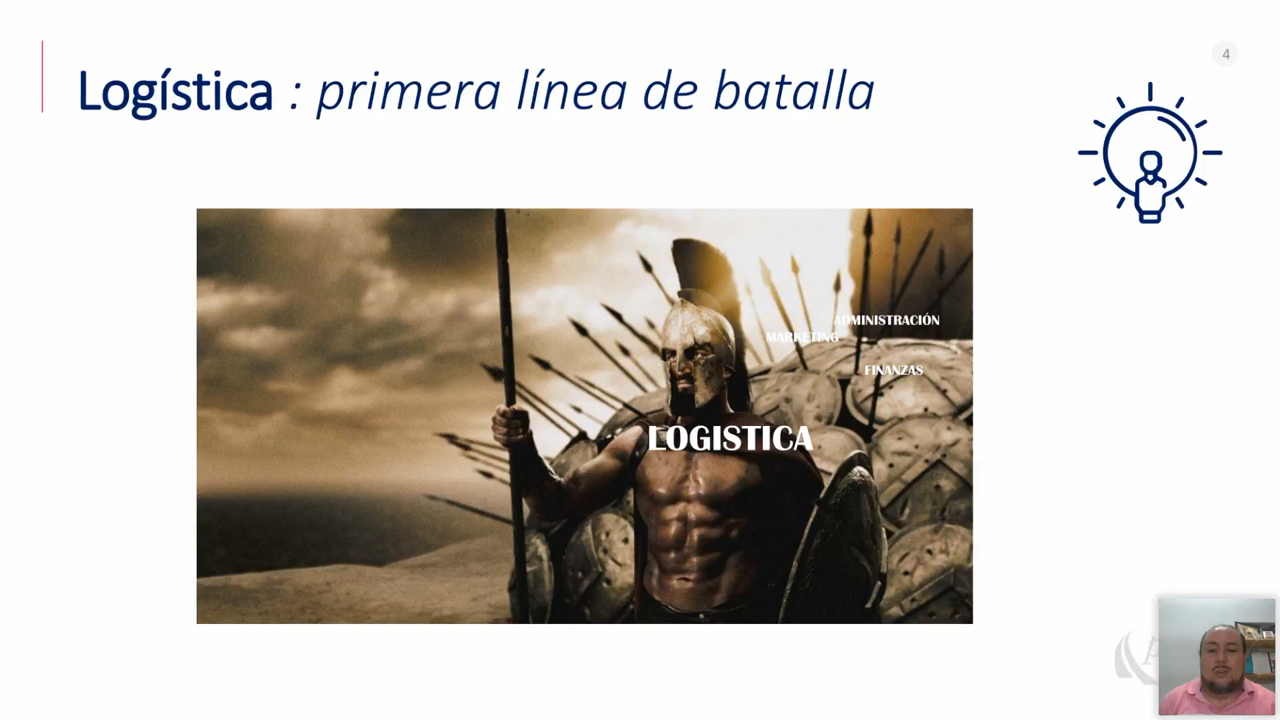 4
Logística : primera línea de batalla
ADMINISTRACIÓN
MARKETING
FINANZAS
LOGISTICA